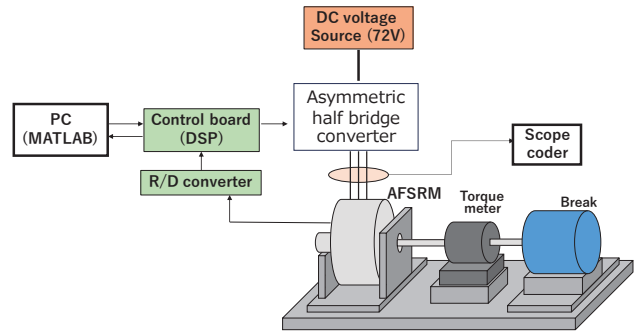 DC voltage
Source (72V)
Asymmetric
half bridge
converter
PC
(MATLAB)
Control board
(DSP)
Scope
coder
R/D converter
AFSRM
Torque
meter
Break